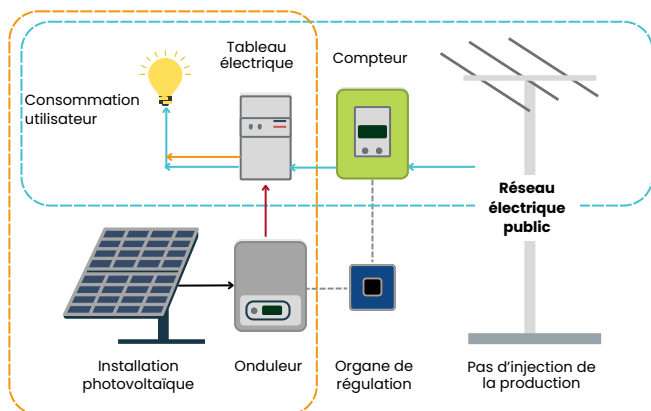 Tableau
électrique
Compteur
Consommation
utilisateur
Réseau
électrique
public
Installation
photovoltaïque
Onduleur
Organe de
régulation
Pas d’injection de
la production